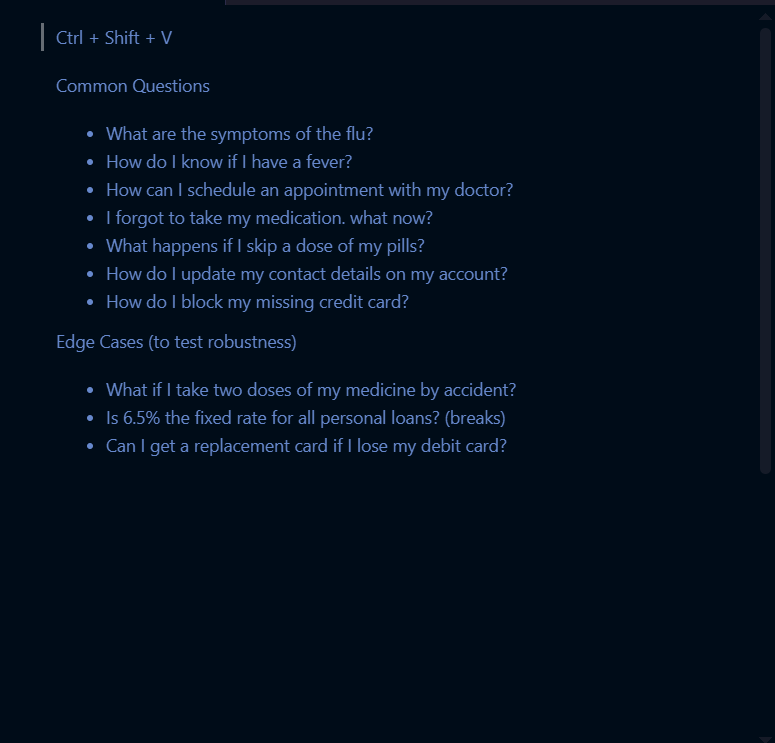 Ctrl + Shift + V
Common Questions
• What are the symptoms of the flu?
• How do I know if I have a fever?
• How can I schedule an appointment with my doctor?
• I forgot to take my medication. what now?
• What happens if I skip a dose of my pills?
• How do I update my contact details on my account?
• How do I block my missing credit card?
Edge Cases (to test robustness)
• What if I take two doses of my medicine by accident?
• Is 6.5% the fixed rate for all personal loans? (breaks)
• Can I get a replacement card if I lose my debit card?